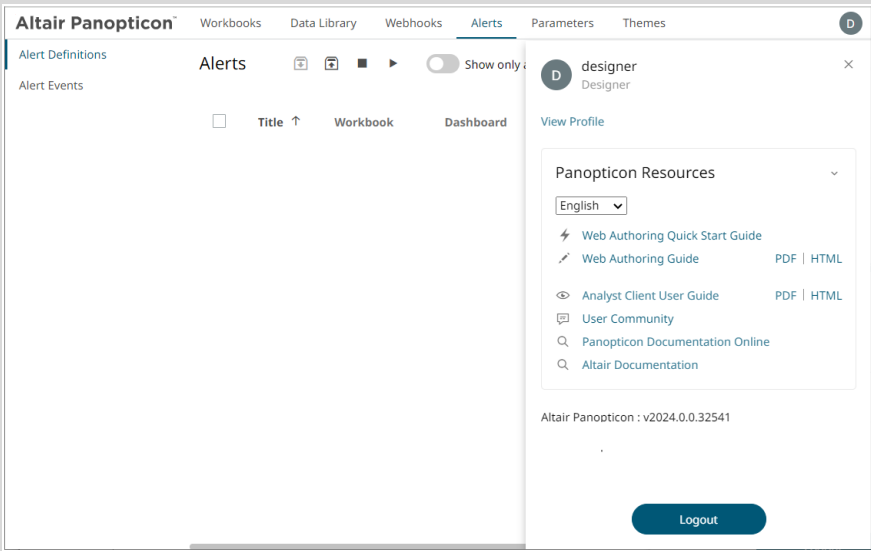 Altair Panopticon™ Workbooks Data Library Webhooks Alerts Parameters Themes D
Alert Definitions
Alert Events
Alerts Show only
Title ↑ Workbook Dashboard
D designer
Designer
View Profile
Panopticon Resources
English
Web Authoring Quick Start Guide
Web Authoring Guide PDF | HTML
Analyst Client User Guide PDF | HTML
User Community
Panopticon Documentation Online
Altair Documentation
Altair Panopticon : v2024.0.0.32541
Logout